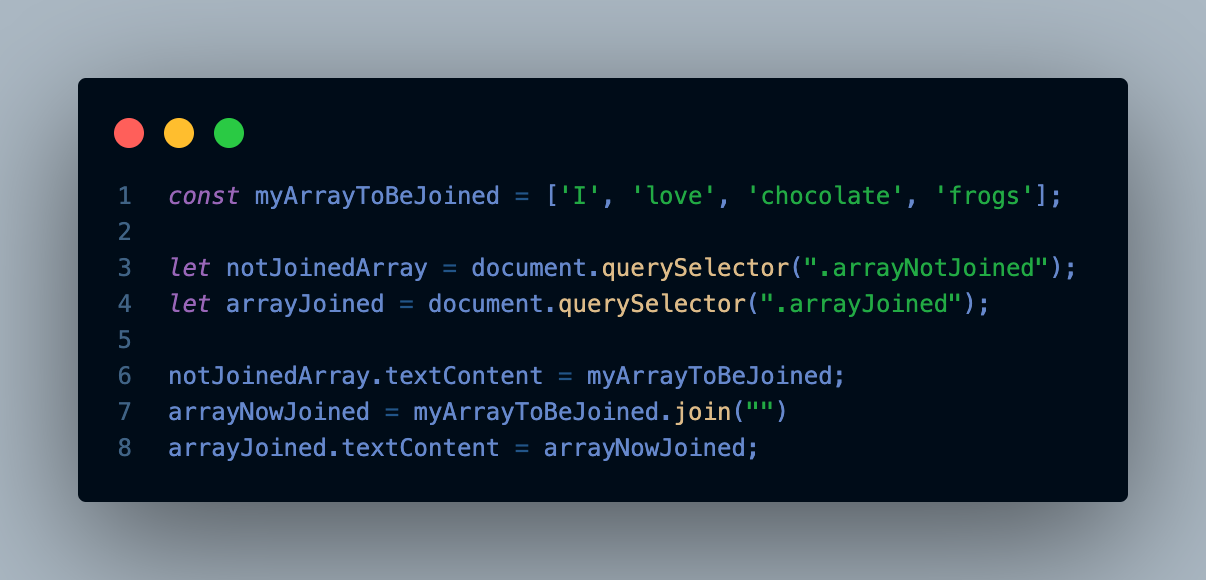 1 const myArrayToBeJoined = ['I', 'love', 'chocolate', 'frogs'];
2
3 let notJoinedArray = document.querySelector(".arrayNotJoined");
4 let arrayJoined = document.querySelector(".arrayJoined");
5
6 notJoinedArray.textContent = myArrayToBeJoined;
7 arrayNowJoined = myArrayToBeJoined.join("")
8 arrayJoined.textContent = arrayNowJoined;